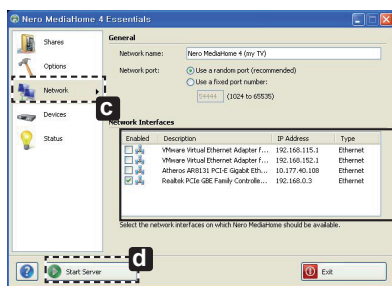 Nero MediaHome 4 Essentials
Shares
Options
Network
Devices
Status
General
Network name: Nero MediaHome 4 (my TV)
Network port: Use a random port (recommended)
Use a fixed port number:
54444 (1024 to 65535)
c
Network Interfaces
Enabled Description IP Address Type
VMware Virtual Ethernet Adapter f... 192.168.115.1 Ethernet
VMware Virtual Ethernet Adapter f... 192.168.152.1 Ethernet
Atheros AR8131 PCI-E Gigabit Eth... 10.177.40.108 Ethernet
Realtek PCIe GBE Family Controlle... 192.168.0.3 Ethernet
Select the network interfaces on which Nero MediaHome should be available.
d
? Start Server Exit